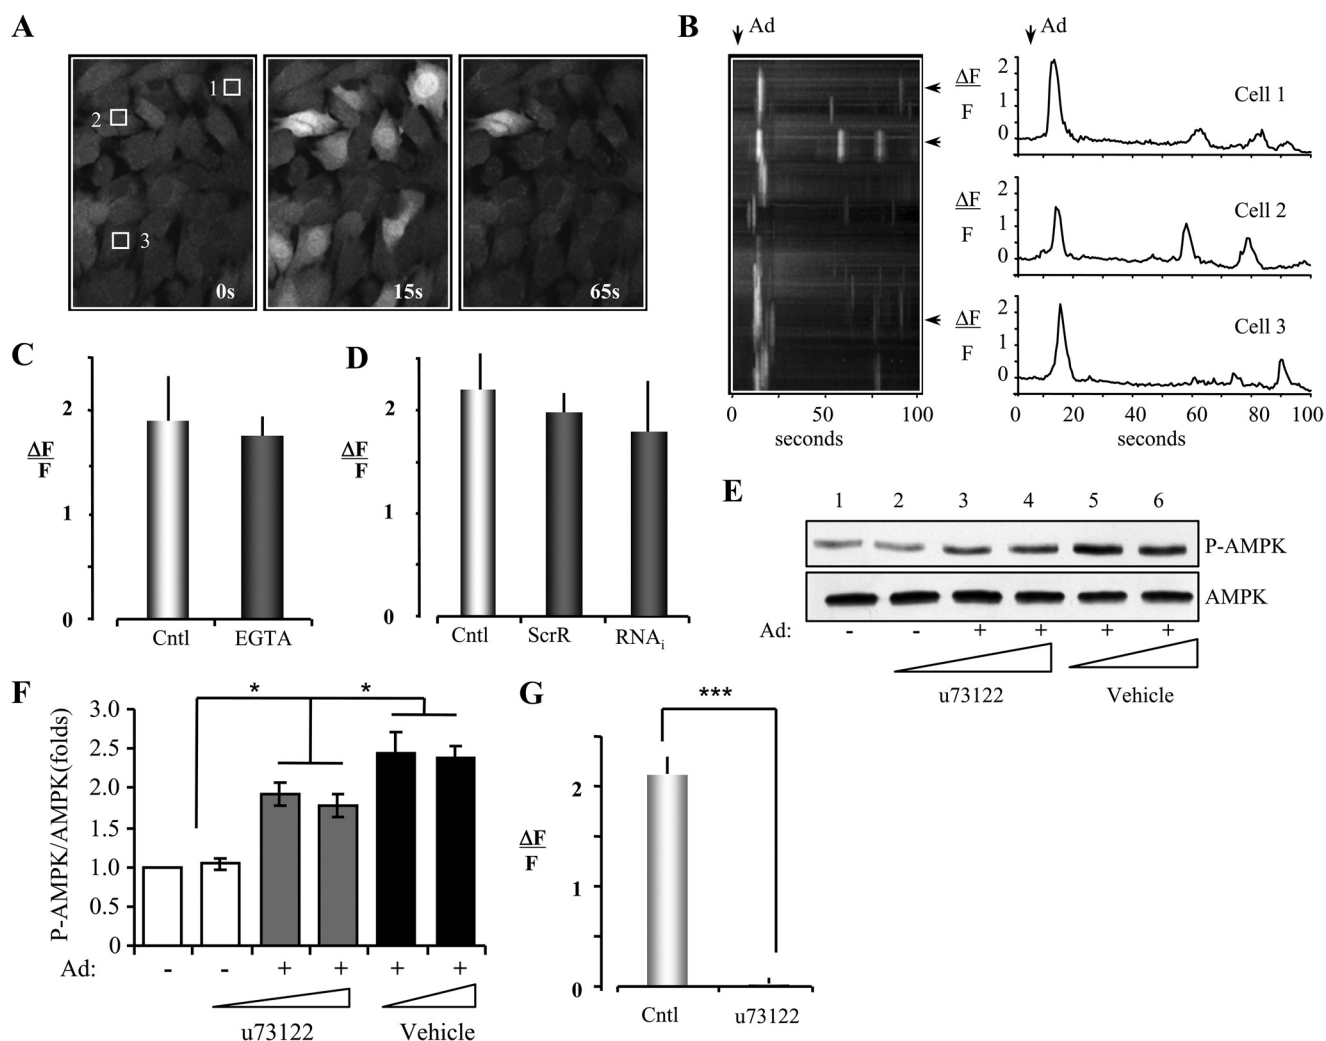 A
1
2
3
0s
15s
65s
B
Ad
Ad
ΔF
F
2
1
0
Cell 1
ΔF
F
2
1
0
Cell 2
ΔF
F
2
1
0
Cell 3
0 50 100
seconds
0 20 40 60 80 100
seconds
C
2
ΔF
F
1
0
Cntl EGTA
D
2
ΔF
F
1
0
Cntl ScrR RNAi
E
1 2 3 4 5 6
P-AMPK
AMPK
Ad: - - + + + +
u73122 Vehicle
F
P-AMPK/AMPK(folds)
* *
3.0
2.5
2.0
1.5
1.0
0.5
0
Ad: - - + + + +
u73122 Vehicle
G
***
2
ΔF
F
1
0
Cntl u73122